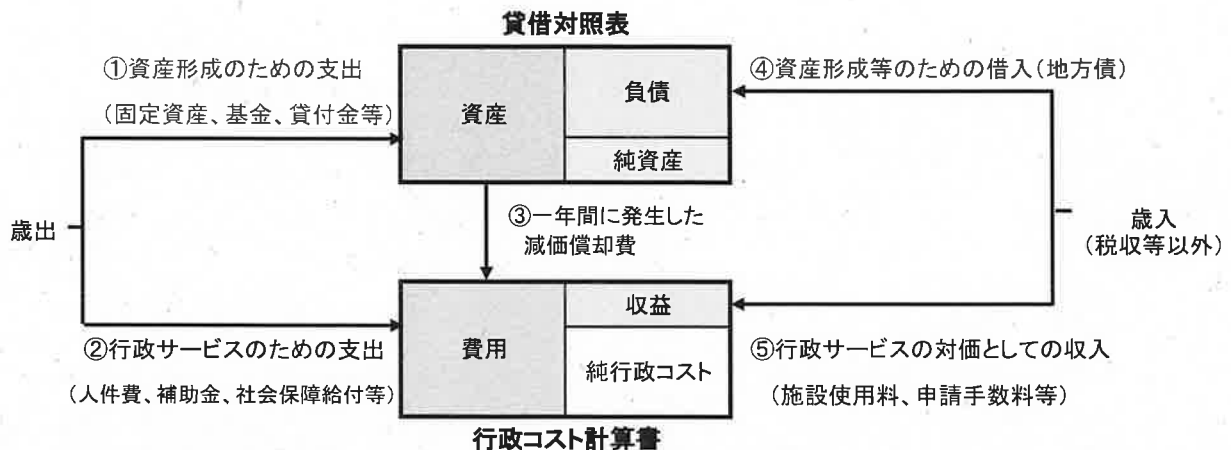 貸借対照表
①資産形成のための支出
(固定資産、基金、貸付金等)
資産
負債
純資産
④資産形成等のための借入(地方債)
歳出
③一年間に発生した
減価償却費
歳入
(税収等以外)
②行政サービスのための支出
(人件費、補助金、社会保障給付等)
費用
収益
純行政コスト
⑤行政サービスの対価としての収入
(施設使用料、申請手数料等)
行政コスト計算書